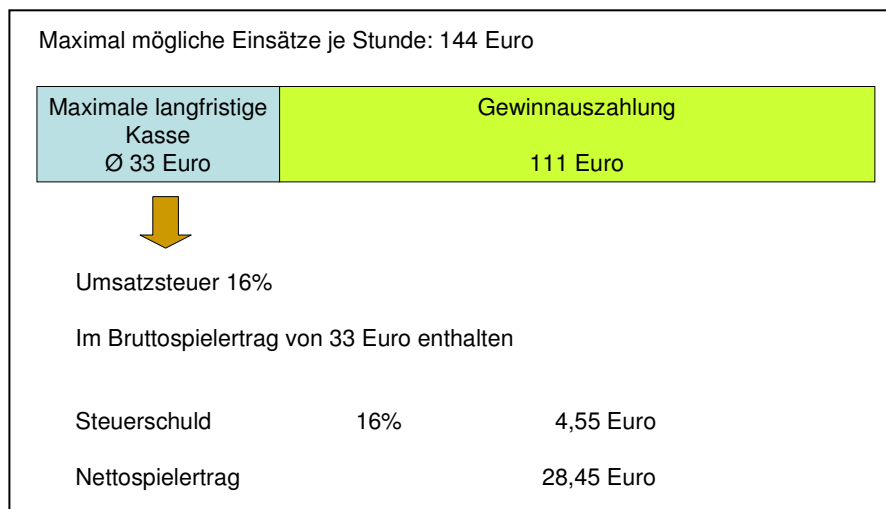 Maximal mögliche Einsätze je Stunde: 144 Euro
Maximale langfristige
Kasse
Ø 33 Euro
Gewinnauszahlung
111 Euro
Umsatzsteuer 16%
Im Bruttospielertrag von 33 Euro enthalten
Steuerschuld 16% 4,55 Euro
Nettospielertrag 28,45 Euro